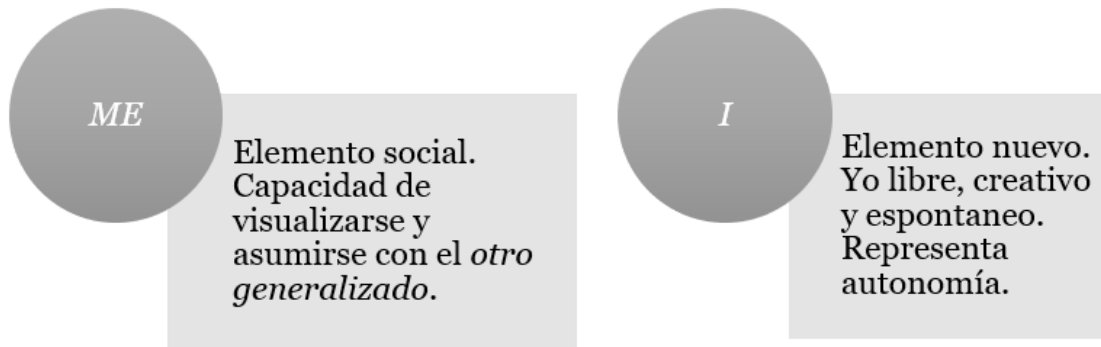 ME
Elemento social.
Capacidad de
visualizarse y
asumirse con el otro
generalizado.
I
Elemento nuevo.
Yo libre, creativo
y espontaneo.
Representa
autonomía.